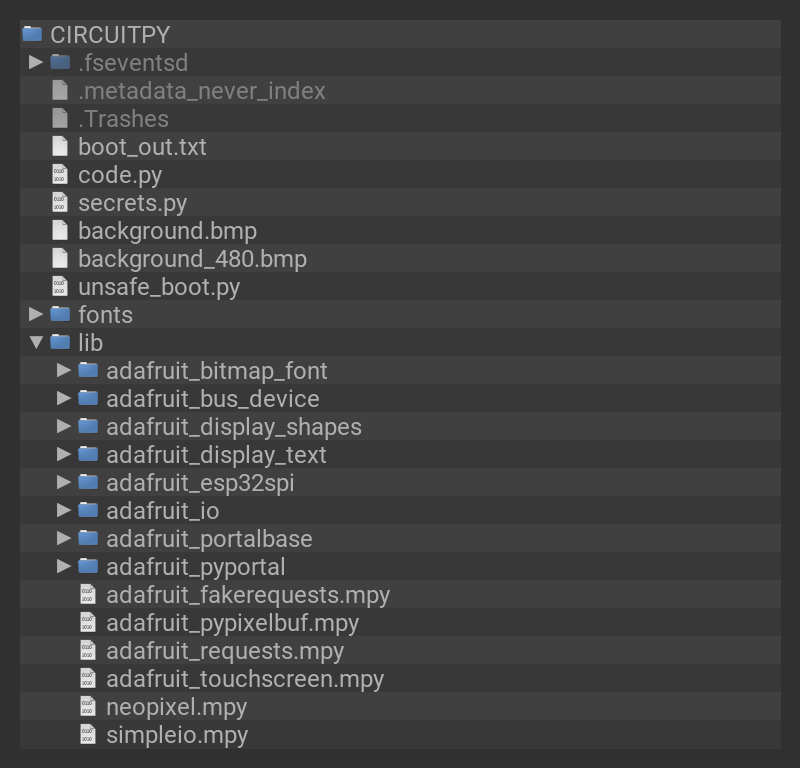 CIRCUITPY
.fseventsd
.metadata_never_index
.Trashes
boot_out.txt
code.py
secrets.py
background.bmp
background_480.bmp
unsafe_boot.py
fonts
lib
adafruit_bitmap_font
adafruit_bus_device
adafruit_display_shapes
adafruit_display_text
adafruit_esp32spi
adafruit_io
adafruit_portalbase
adafruit_pyportal
adafruit_fakerequests.mpy
adafruit_pypixelbuf.mpy
adafruit_requests.mpy
adafruit_touchscreen.mpy
neopixel.mpy
simpleio.mpy